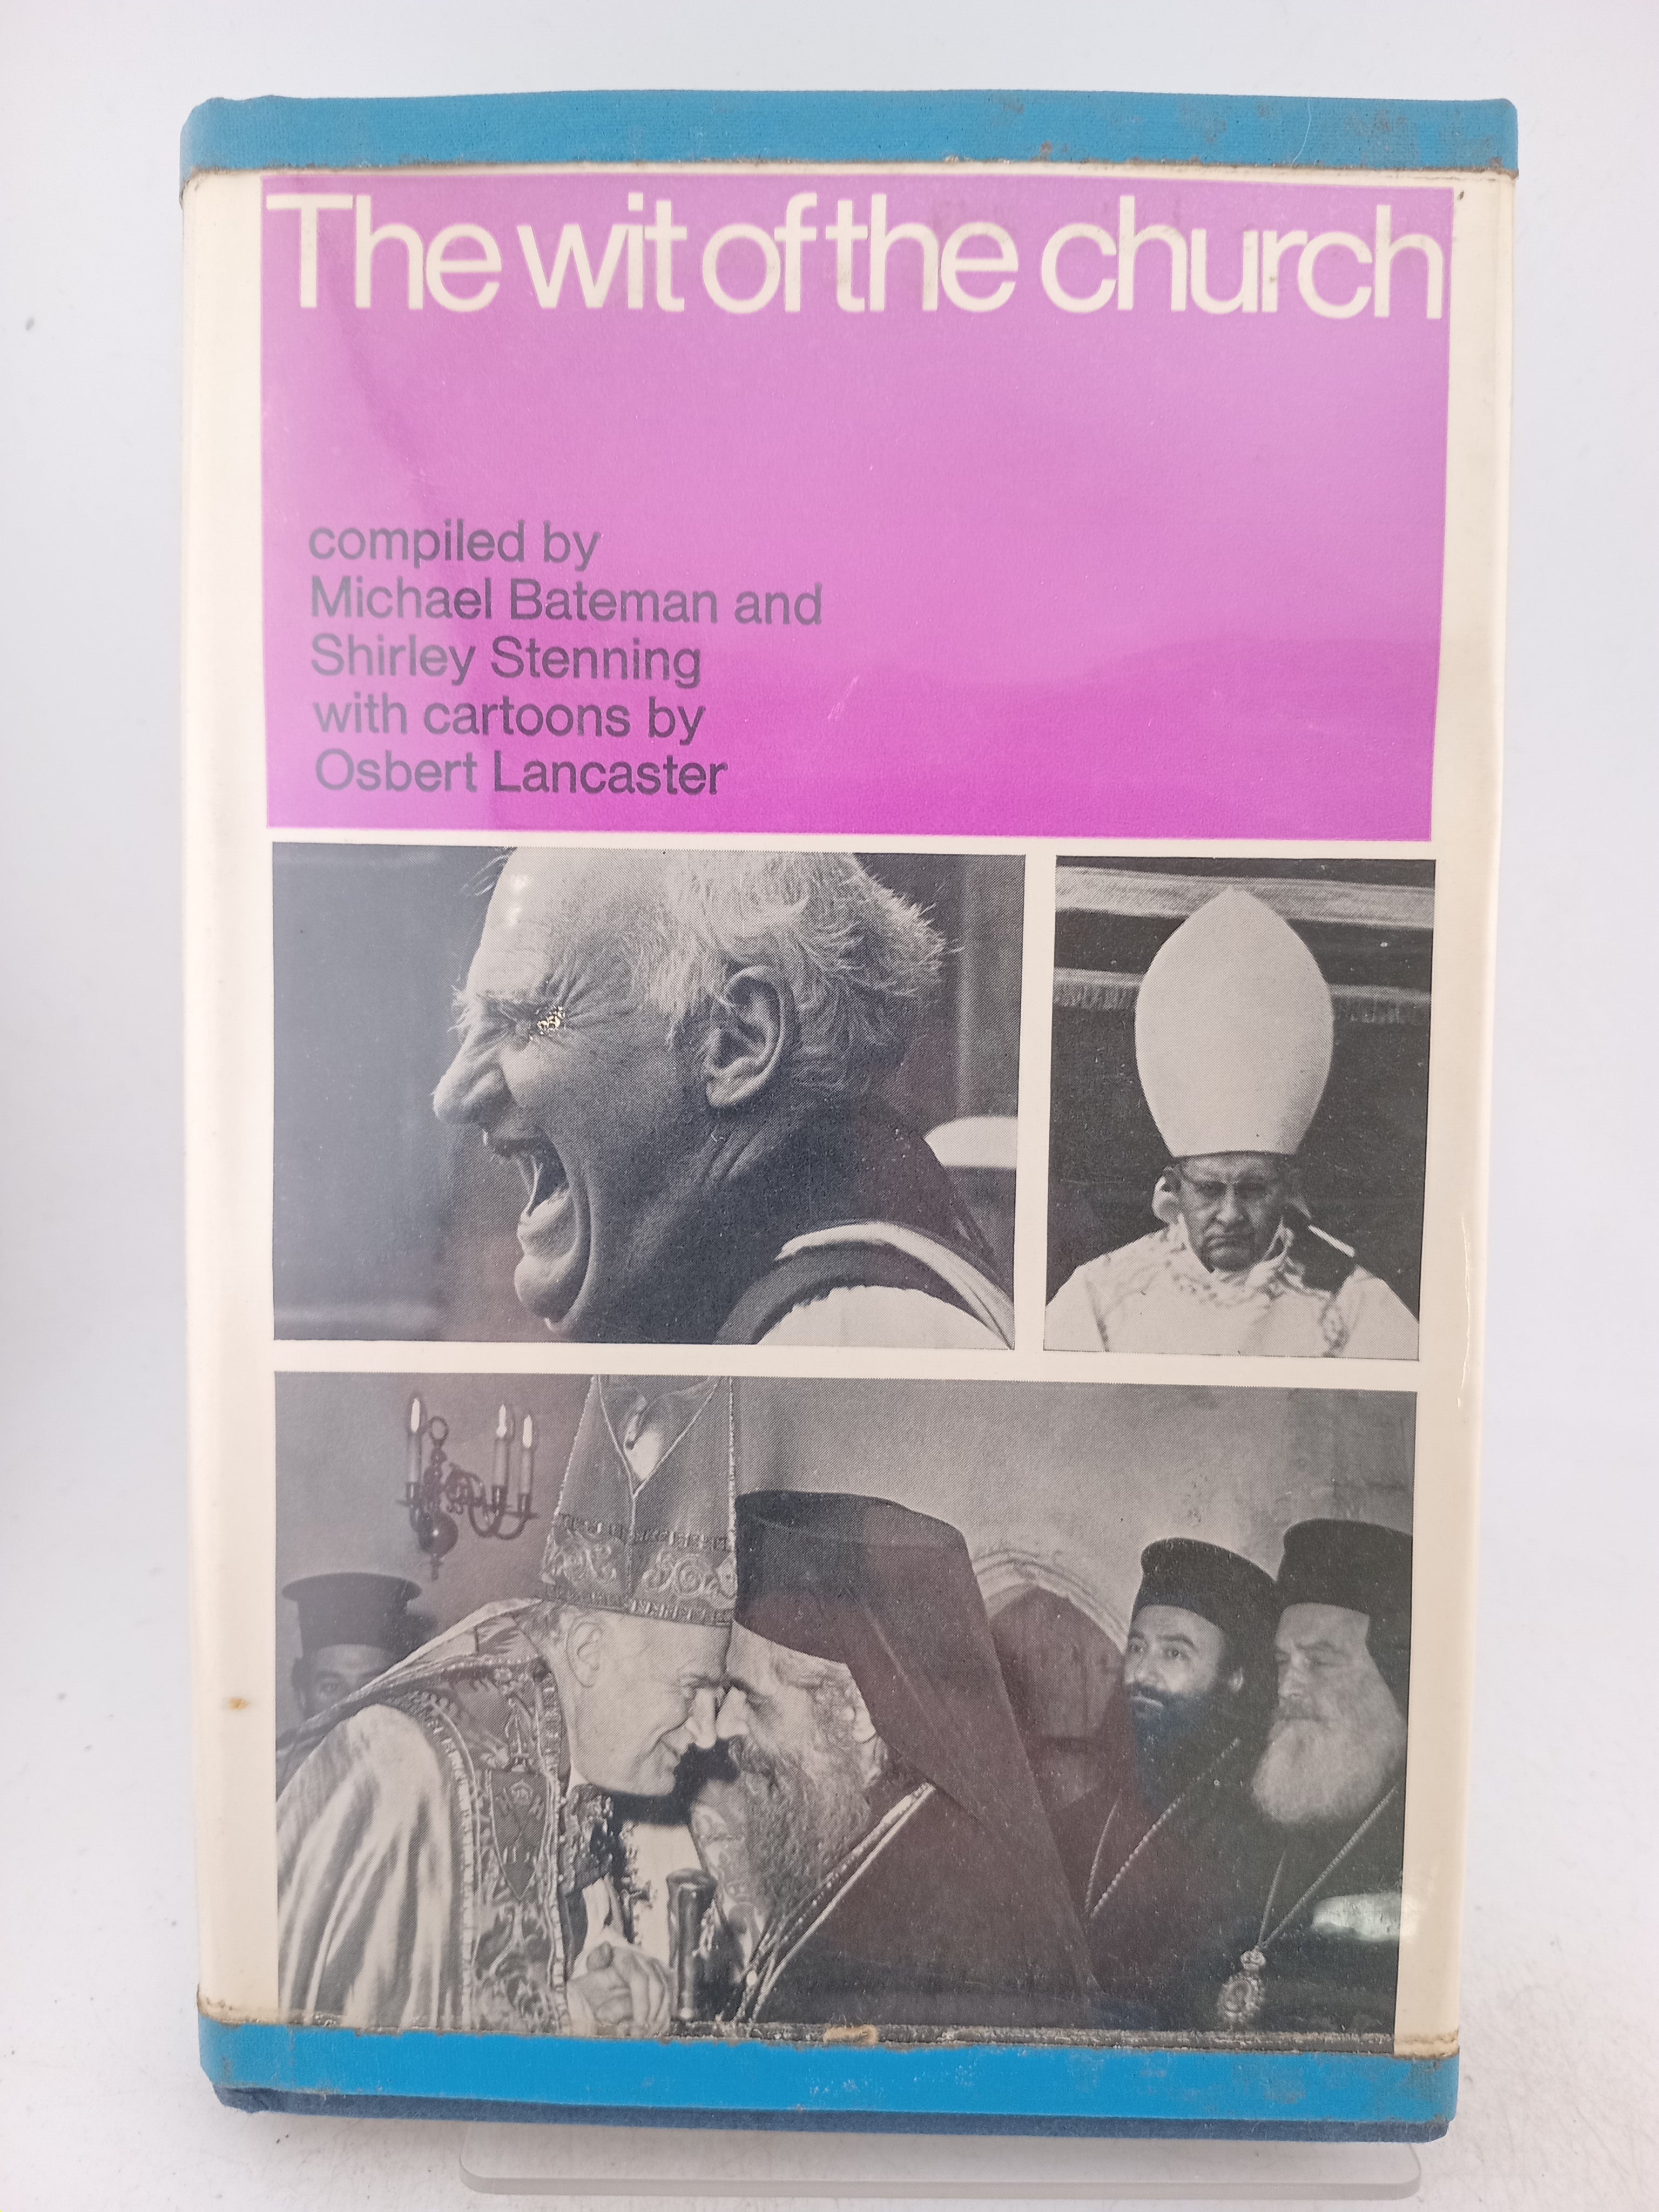 The wit of the church
compiled by
Michael Bateman and
Shirley Stenning
with cartoons by
Osbert Lancaster